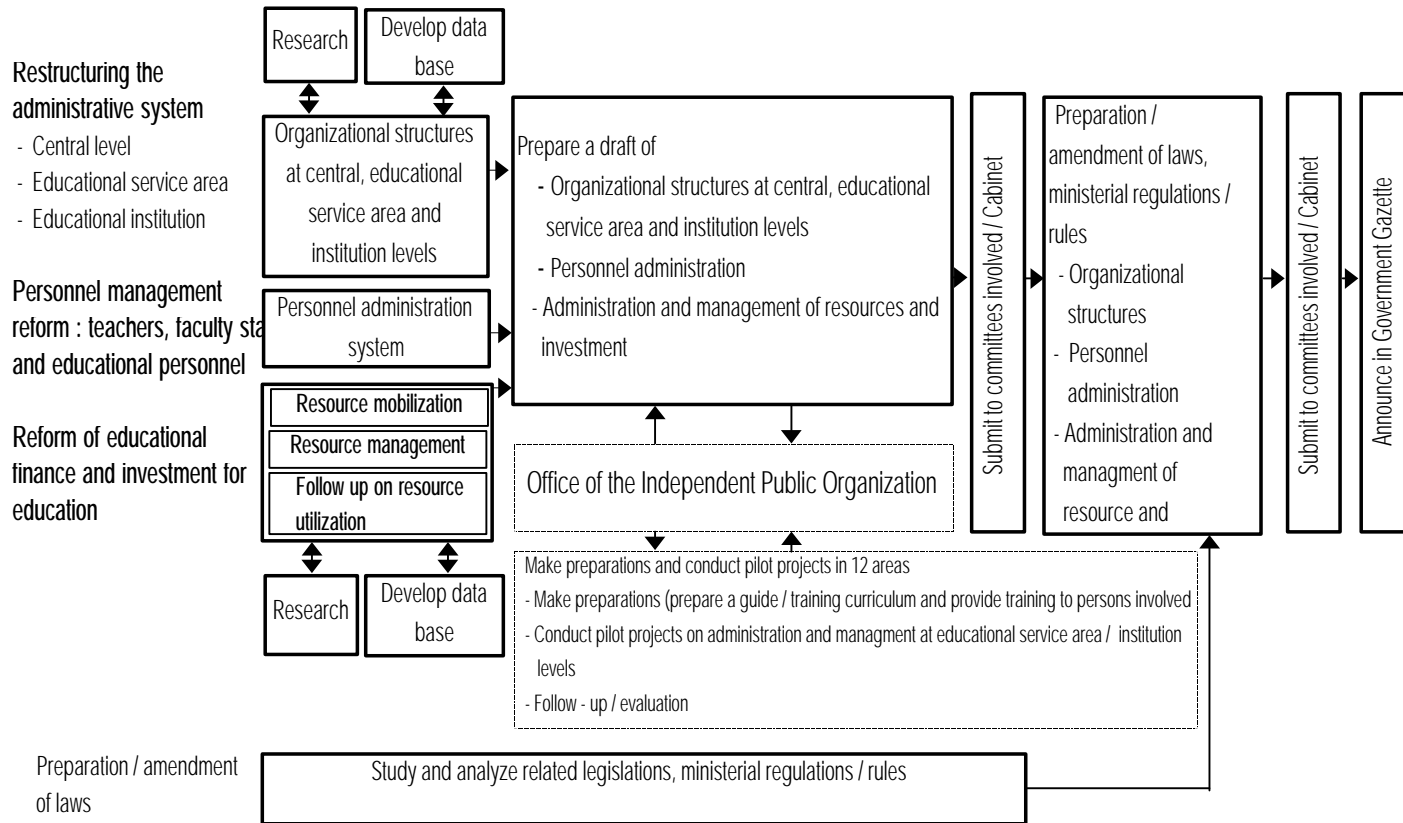 Restructuring the
administrative system
- Central level
- Educational service area
- Educational institution
Personnel management
reform : teachers, faculty sta
and educational personnel
Reform of educational
finance and investment for
education
Research
Develop data
base
Organizational structures
at central, educational
service area and
institution levels
Personnel administration
system
Resource mobilization
Resource management
Follow up on resource
utilization
Research
Develop data
base
Prepare a draft of
- Organizational structures at central, educational
service area and institution levels
- Personnel administration
- Administration and management of resources and
investment
Office of the Independent Public Organization
Make preparations and conduct pilot projects in 12 areas
- Make preparations (prepare a guide / training curriculum and provide training to persons involved
- Conduct pilot projects on administration and managment at educational service area / institution
levels
- Follow - up / evaluation
Submit to committees involved / Cabinet
Preparation /
amendment of laws,
ministerial regulations /
rules
- Organizational
structures
- Personnel
administration
- Administration and
managment of
resource and
Submit to committees involved / Cabinet
Announce in Government Gazette
Preparation / amendment
of laws
Study and analyze related legislations, ministerial regulations / rules